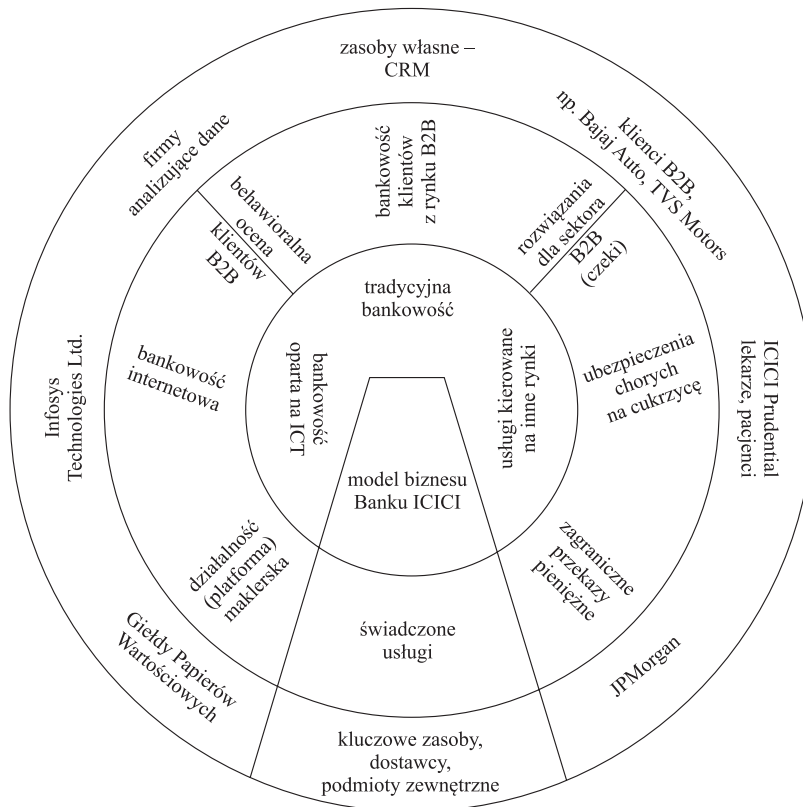 zasoby własne –
CRM
firmy
analizujące dane
klienci B2B,
np. Bajaj Auto, TVS Motors
bankowość
klientów
z rynku B2B
behawioralna
ocena
klientów
B2B
rozwiązania
dla sektora
B2B
(czeki)
tradycyjna
bankowość
bankowość
oparta na ICT
usługi kierowane
na inne rynki
bankowość
internetowa
ubezpieczenia
chorych
na cukrzycę
Infosys
Technologies Ltd.
ICICI Prudential
lekarze, pacjenci
model biznesu
Banku ICICI
działalność
(platforma)
maklerska
zagraniczne
przekazy
pieniężne
świadczone
usługi
Giełdy Papierów
Wartościowych
JPMorgan
kluczowe zasoby,
dostawcy,
podmioty zewnętrzne